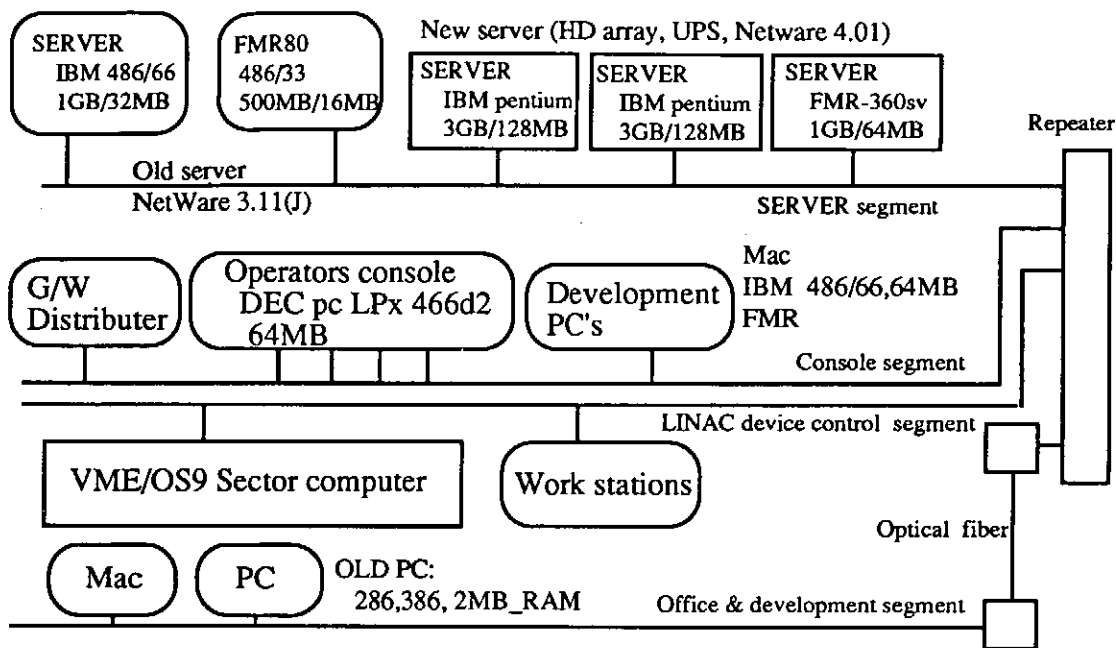 SERVER
IBM 486/66
1GB/32MB
FMR80
486/33
500MB/16MB
New server (HD array, UPS, Netware 4.01)
SERVER
IBM pentium
3GB/128MB
SERVER
IBM pentium
3GB/128MB
SERVER
FMR-360sv
1GB/64MB
Repeater
Old server
NetWare 3.11(J)
SERVER segment
G/W
Distributer
Operators console
DEC pc LPx 466d2
64MB
Development
PC's
Mac
IBM 486/66,64MB
FMR
Console segment
LINAC device control segment
VME/OS9 Sector computer
Work stations
Optical fiber
Mac
PC
OLD PC:
286,386, 2MB_RAM
Office & development segment